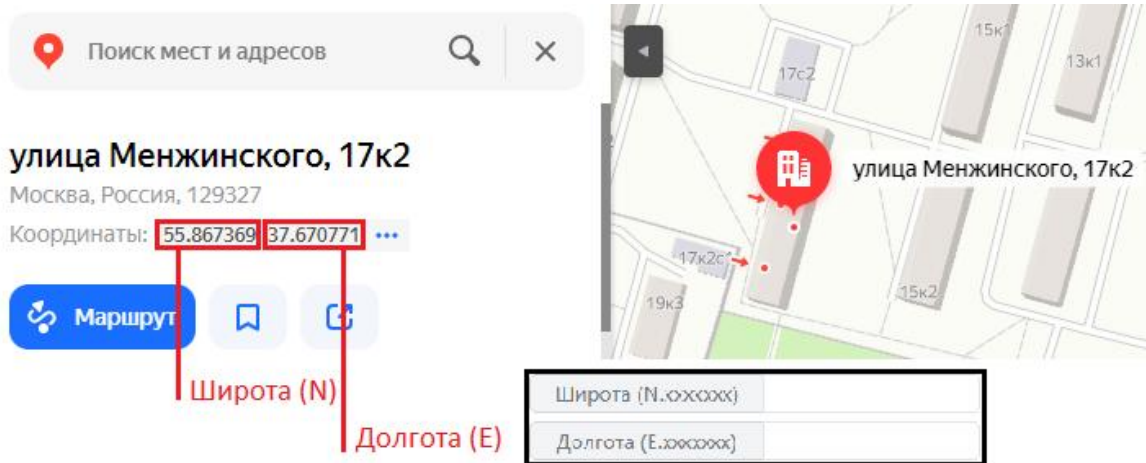 Поиск мест и адресов
улица Менжинского, 17к2
Москва, Россия, 129327
Координаты: 55.867369 37.670771 •••
Маршрут
Широта (N)
Долгота (E)
15к1
13к1
17с2
улица Менжинского, 17к2
17к2с1
19к3
15к2
Широта (N.xxxxxx)
Долгота (E.xxxxxx)